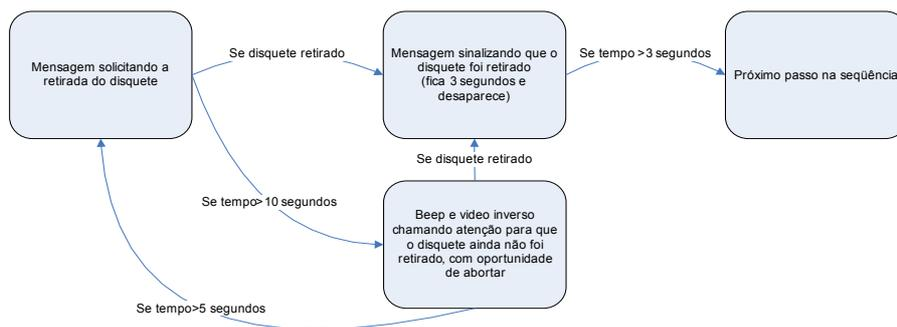 Mensagem solicitando a
retirada do disquete
Se disquete retirado
Mensagem sinalizando que o
disquete foi retirado
(fica 3 segundos e
desaparece)
Se tempo >3 segundos
Próximo passo na seqüência
Se disquete retirado
Se tempo>10 segundos
Beep e video inverso
chamando atenção para que
o disquete ainda não foi
retirado, com oportunidade
de abortar
Se tempo>5 segundos